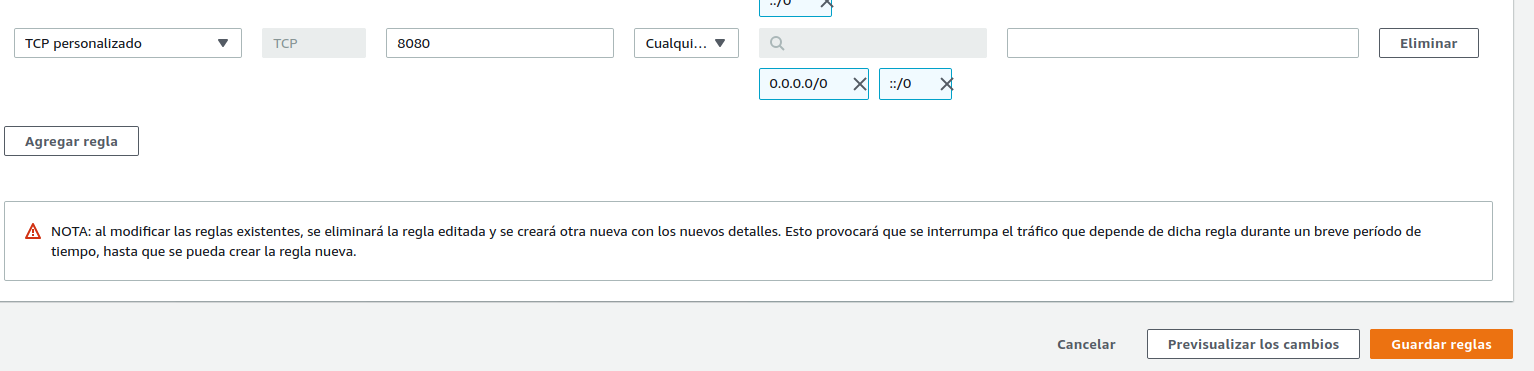 ::/0
TCP personalizado
TCP
8080
Cualqui...
Eliminar
0.0.0.0/0
::/0
Agregar regla
NOTA: al modificar las reglas existentes, se eliminará la regla editada y se creará otra nueva con los nuevos detalles. Esto provocará que se interrumpa el tráfico que depende de dicha regla durante un breve período de
tiempo, hasta que se pueda crear la regla nueva.
Cancelar
Previsualizar los cambios
Guardar reglas